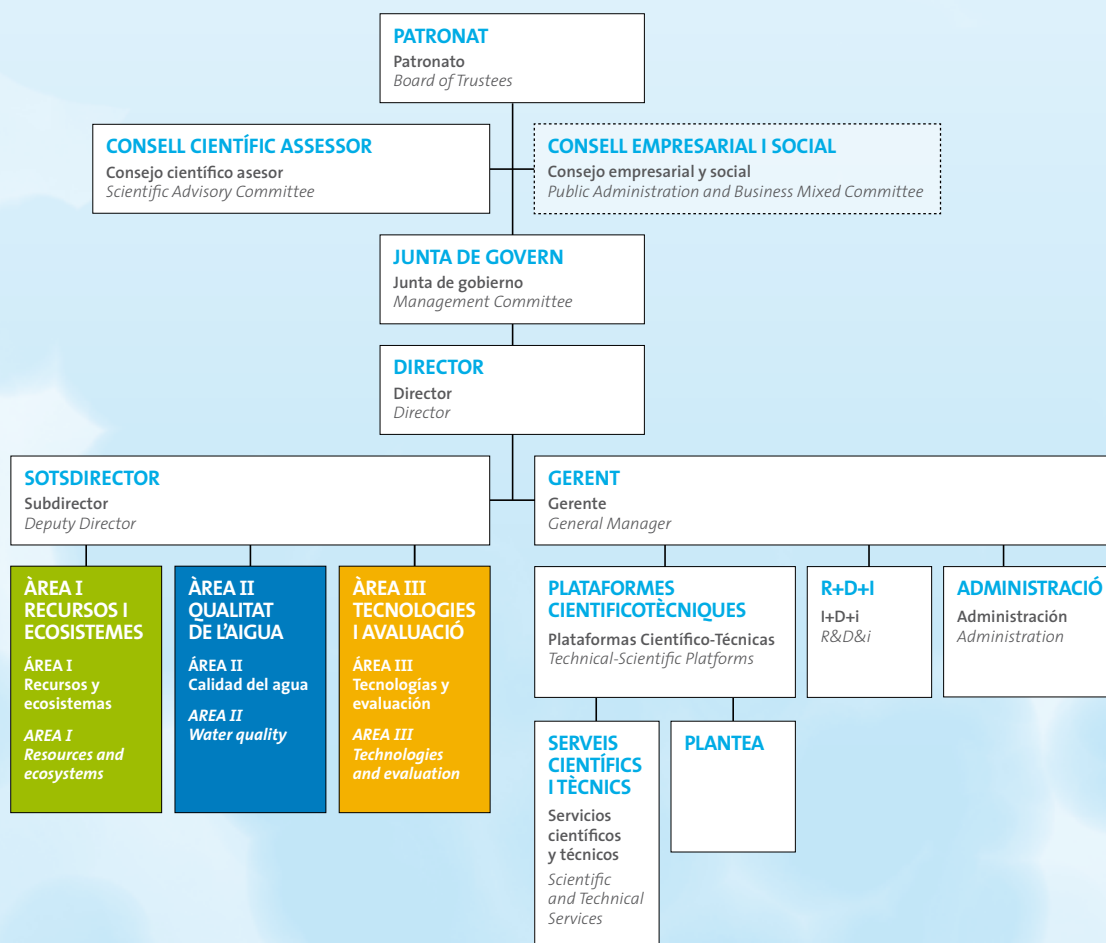 PATRONAT
Patronato
Board of Trustees
CONSELL CIENTÍFIC ASSESSOR
Consejo científico asesor
Scientific Advisory Committee
CONSELL EMPRESARIAL I SOCIAL
Consejo empresarial y social
Public Administration and Business Mixed Committee
JUNTA DE GOVERN
Junta de gobierno
Management Committee
DIRECTOR
Director
Director
SOTSDIRECTOR
Subdirector
Deputy Director
GERENT
Gerente
General Manager
ÀREA I
RECURSOS I
ECOSISTEMES
ÁREA I
Recursos y
ecosistemas
AREA I
Resources and
ecosystems
ÀREA II
QUALITAT
DE L'AIGUA
ÁREA II
Calidad del agua
AREA II
Water quality
ÀREA III
TECNOLOGIES
I AVALUACIÓ
ÁREA III
Tecnologías y
evaluación
AREA III
Technologies
and evaluation
PLATAFORMES
CIENTIFICOTÈCNIQUES
Plataformas Científico-Técnicas
Technical-Scientific Platforms
R+D+I
I+D+i
R&D&i
ADMINISTRACIÓ
Administración
Administration
SERVEIS
CIENTÍFICS
I TÈCNICS
Servicios
científicos
y técnicos
Scientific
and Technical
Services
PLANTEA